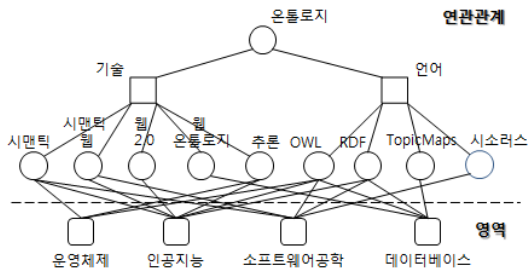 온톨로지
연관관계
기술
언어
시맨틱
시맨틱
웹
웹
2.0
웹
온톨로지
추론
OWL
RDF
TopicMaps
시소러스
영역
운영체제
인공지능
소프트웨어공학
데이터베이스